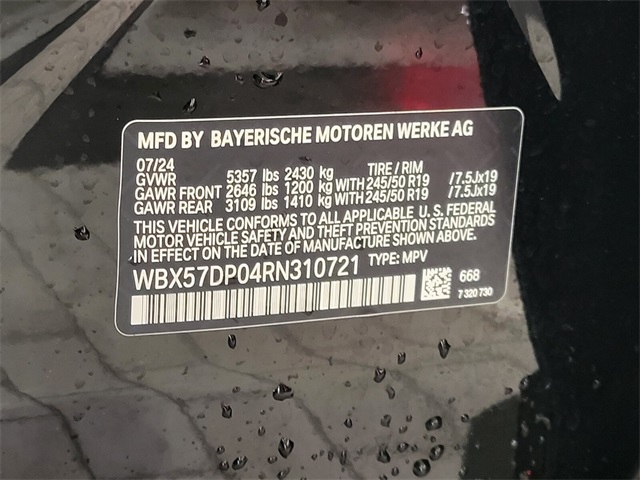 MFD BY BAYERISCHE MOTOREN WERKE AG
07/24
GVWR 5357 lbs 2430 kg TIRE / RIM
GAWR FRONT 2646 lbs 1200 kg WITH 245/50 R19 /7.5Jx19
GAWR REAR 3109 lbs 1410 kg WITH 245/50 R19 /7.5Jx19
THIS VEHICLE CONFORMS TO ALL APPLICABLE U. S. FEDERAL
MOTOR VEHICLE SAFETY AND THEFT PREVENTION STANDARDS
IN EFFECT ON THE DATE OF MANUFACTURE SHOWN ABOVE.
WBX57DP04RN310721 TYPE: MPV
668
7 320 730